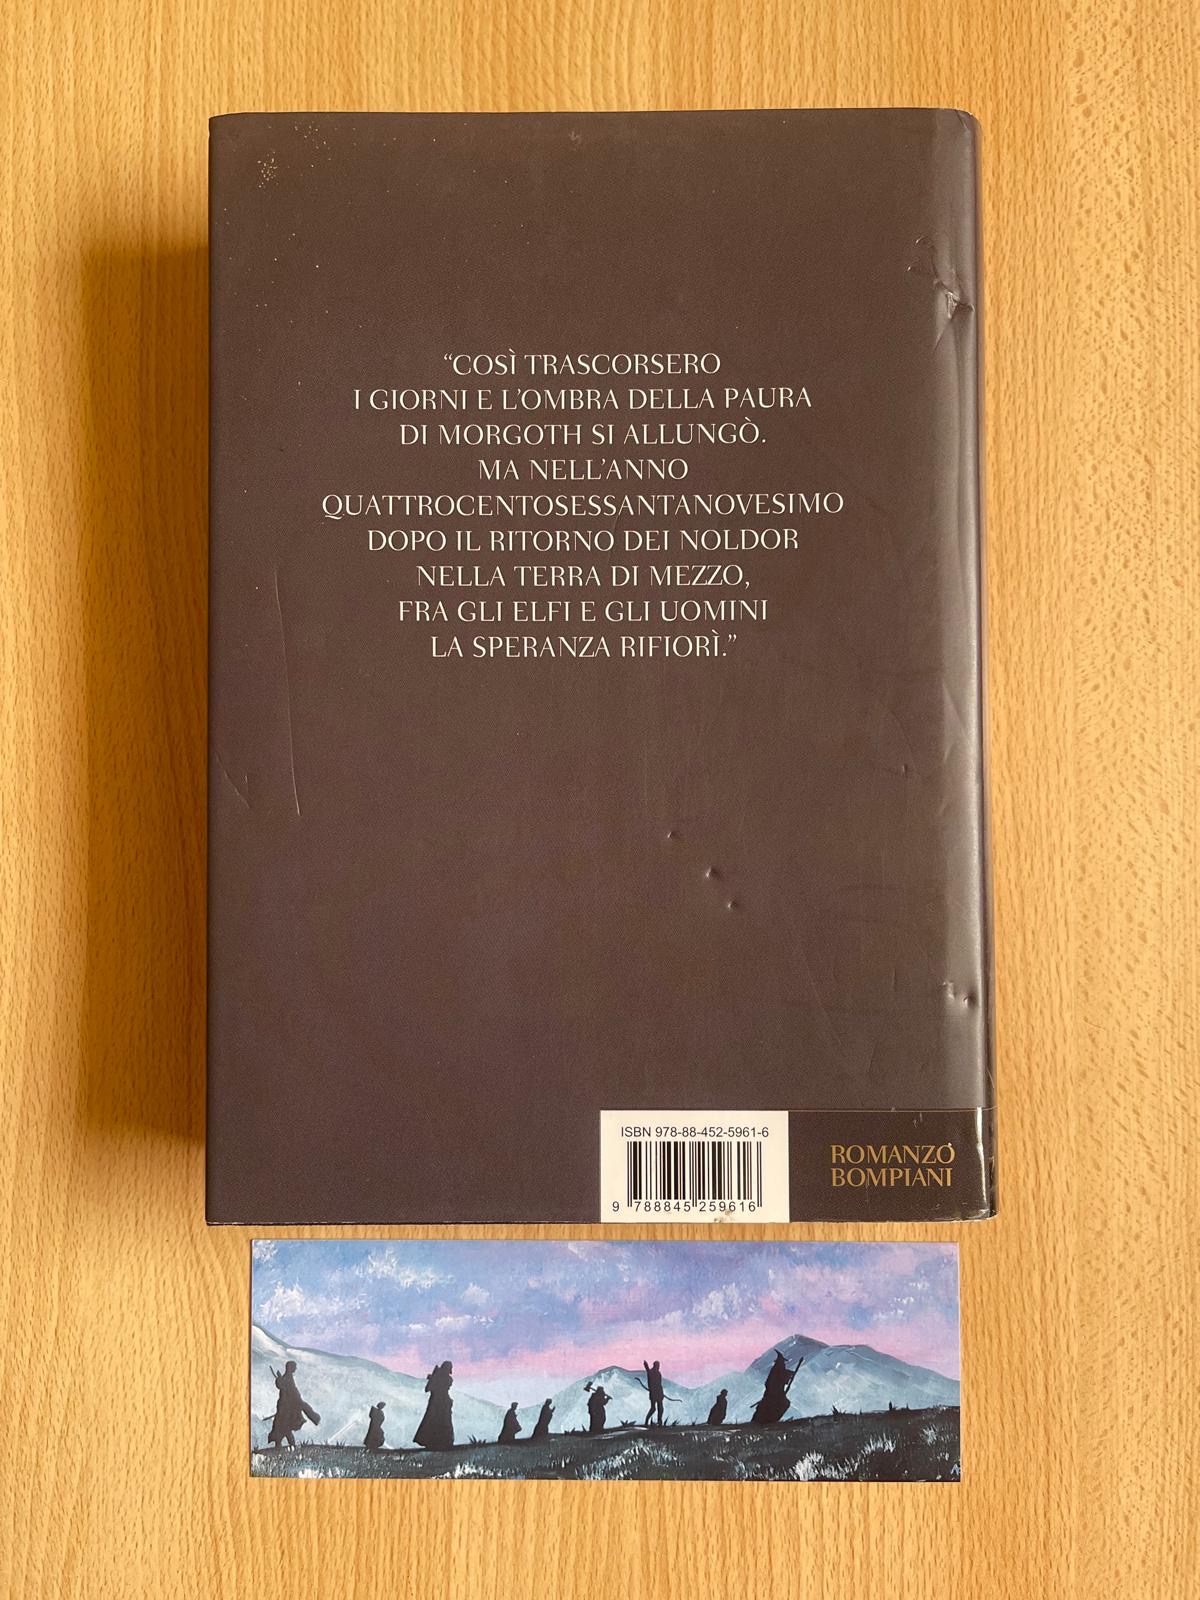 “COSÌ TRASCORSERO
I GIORNI E L’OMBRA DELLA PAURA
DI MORGOTH SI ALLUNGÒ.
MA NELL’ANNO
QUATTROCENTOSESSANTANOVESIMO
DOPO IL RITORNO DEI NOLDOR
NELLA TERRA DI MEZZO,
FRA GLI ELFI E GLI UOMINI
LA SPERANZA RIFIORÌ.”
ISBN 978-88-452-5961-6
9 788845 259616
ROMANZO
BOMPIANI